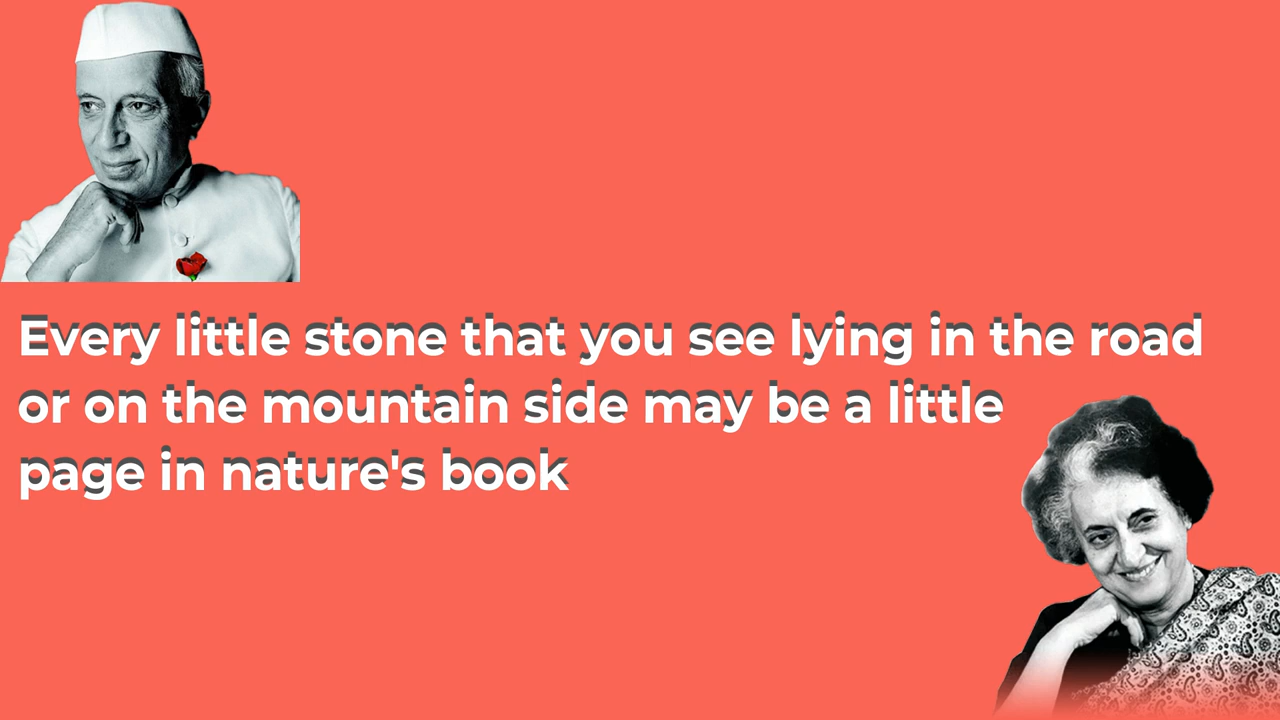 Every little stone that you see lying in the road
or on the mountain side may be a little
page in nature's book